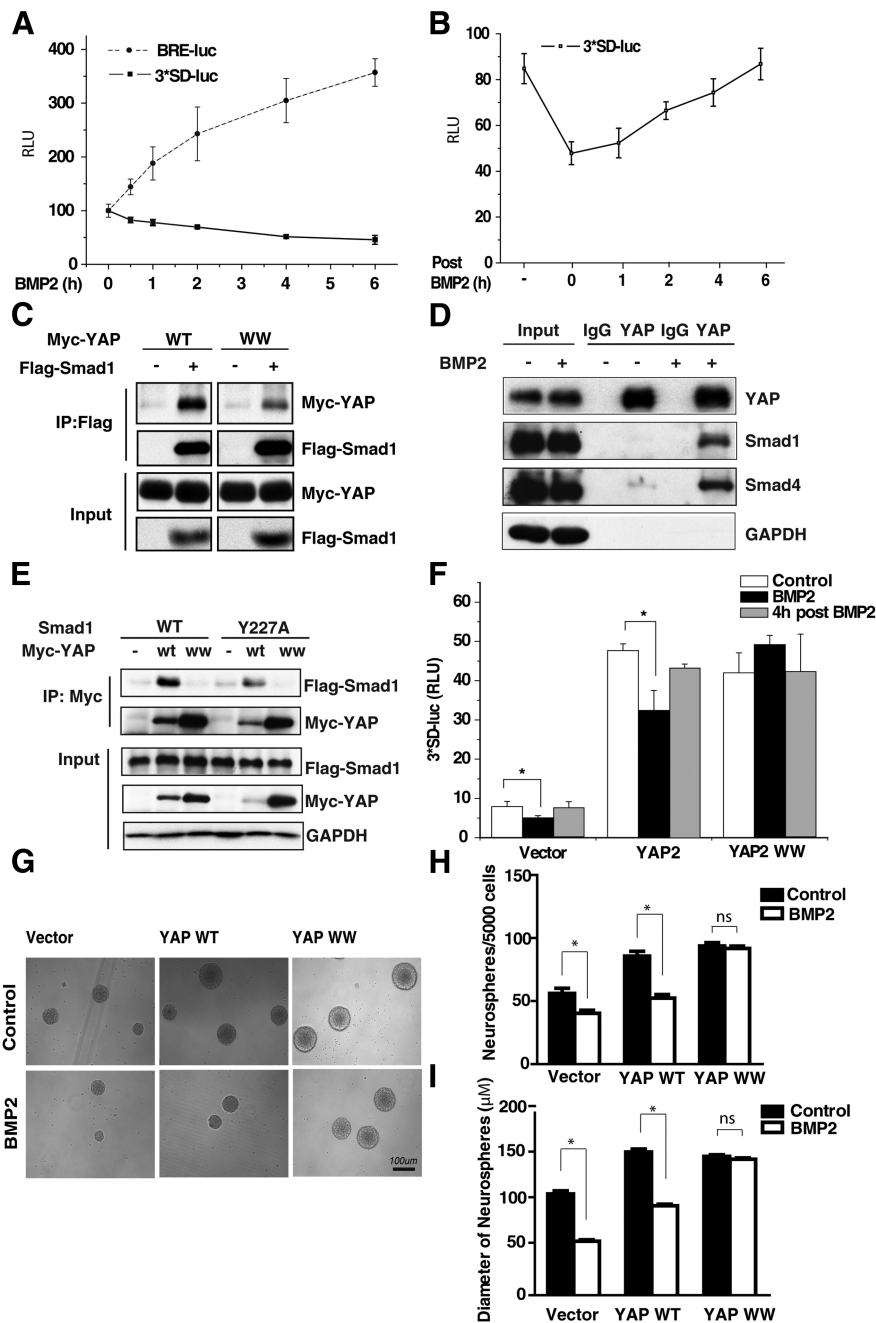 A
400
300
200
100
0
RLU
BRE-luc
3*SD-luc
BMP2 (h)
0 1 2 3 4 5 6
B
100
80
60
40
20
0
RLU
3*SD-luc
Post
BMP2 (h)
- 0 1 2 4 6
C
Myc-YAP WT WW
Flag-Smad1 - + - +
IP:Flag
Myc-YAP
Flag-Smad1
Input
Myc-YAP
Flag-Smad1
D
Input IgG YAP IgG YAP
BMP2 - + - - + +
YAP
Smad1
Smad4
GAPDH
E
Smad1 WT Y227A
Myc-YAP - wt ww - wt ww
IP: Myc
Flag-Smad1
Myc-YAP
Input
Flag-Smad1
Myc-YAP
GAPDH
F
3*SD-luc (RLU)
60
50
40
30
20
10
0
Control
BMP2
4h post BMP2
*
*
Vector YAP2 YAP2 WW
G
Vector YAP WT YAP WW
Control
BMP2
100um
H
Neurospheres/5000 cells
150
100
50
0
Control
BMP2
*
*
ns
Vector YAP WT YAP WW
I
Diameter of Neurospheres (μM)
200
150
100
50
0
Control
BMP2
*
*
ns
Vector YAP WT YAP WW